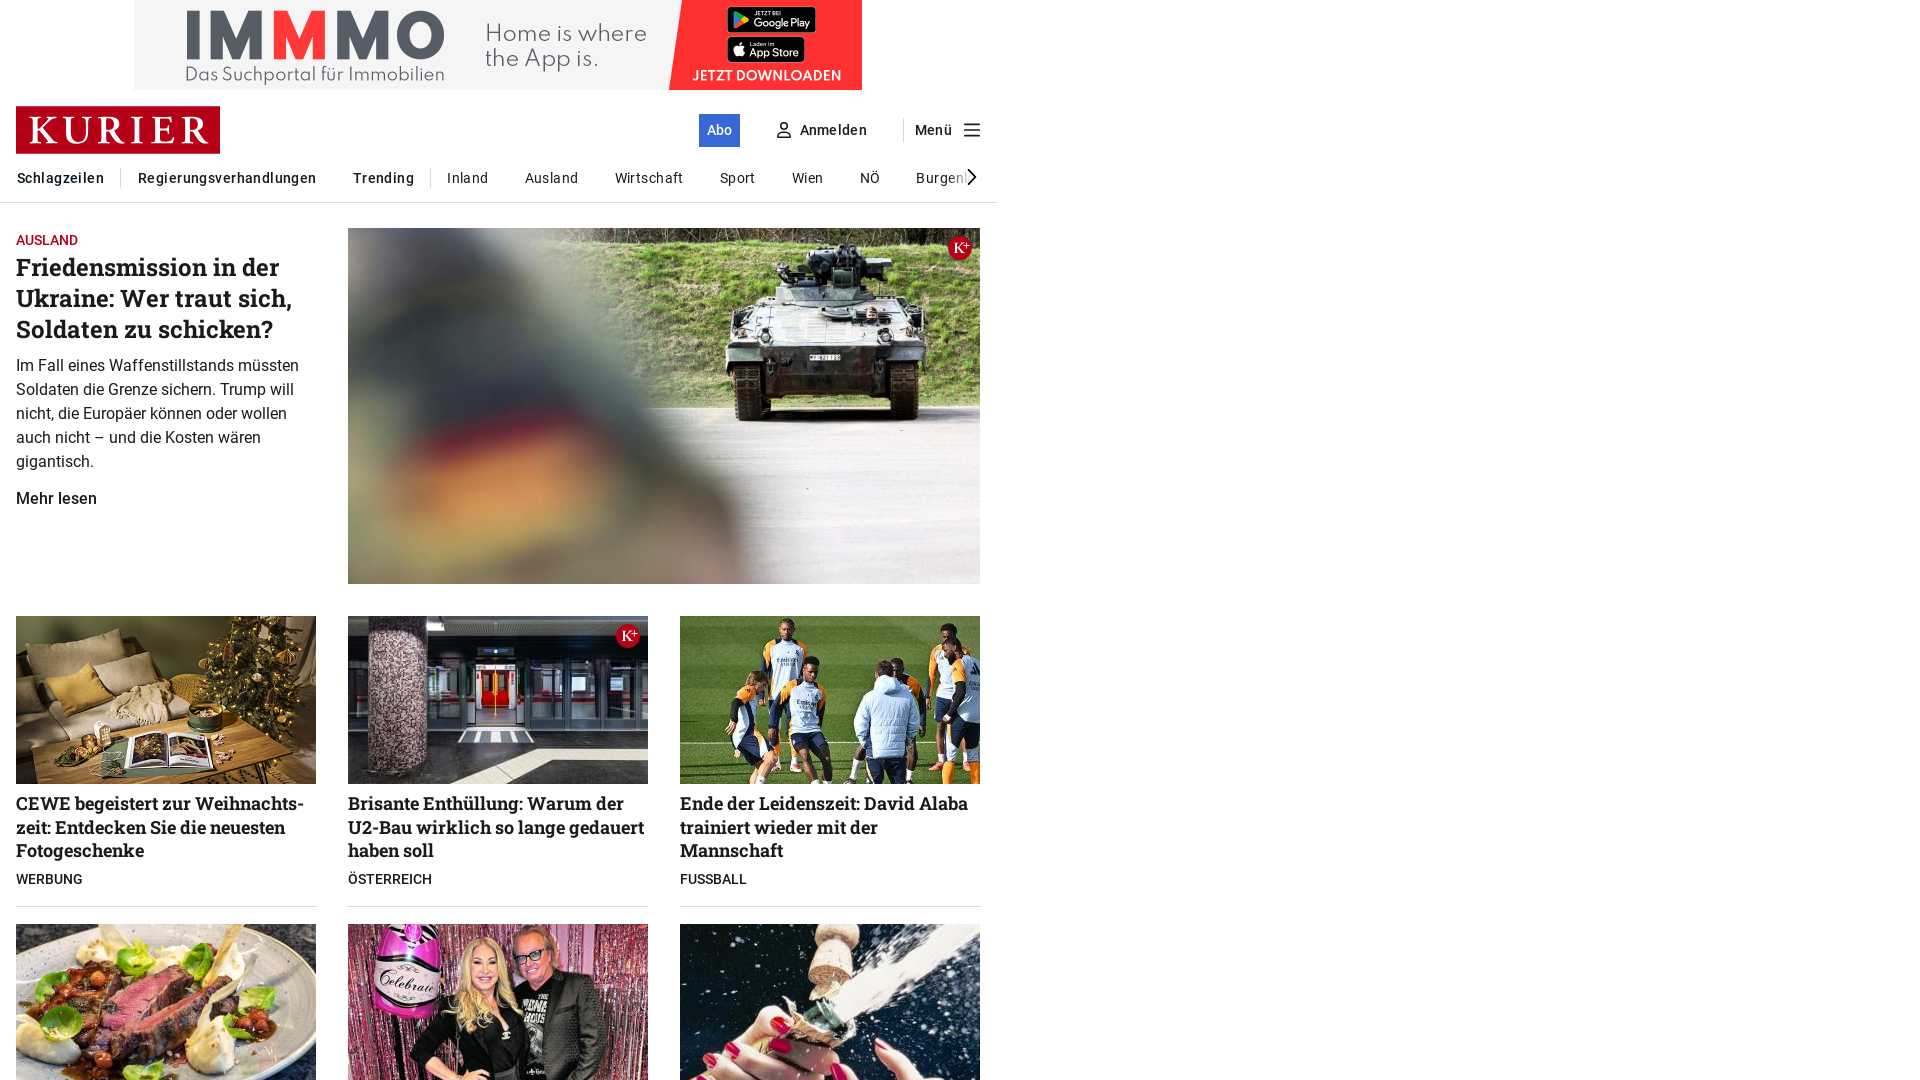 IMMMO
Das Suchportal für Immobilien
Home is where
the App is.
JETZT BEI
Google Play
Laden im
App Store
JETZT DOWNLOADEN
KURIER
Abo
Anmelden
Menü
Schlagzeilen
Regierungsverhandlungen
Trending
Inland
Ausland
Wirtschaft
Sport
Wien
NÖ
AUSLAND
Friedensmission in der
Ukraine: Wer traut sich,
Soldaten zu schicken?
Im Fall eines Waffenstillstands müssten
Soldaten die Grenze sichern. Trump will
nicht, die Europäer können oder wollen
auch nicht – und die Kosten wären
gigantisch.
Mehr lesen
K+
K+
CEWE begeistert zur Weihnachts-
zeit: Entdecken Sie die neuesten
Fotogeschenke
WERBUNG
Brisante Enthüllung: Warum der
U2-Bau wirklich so lange gedauert
haben soll
ÖSTERREICH
Ende der Leidenszeit: David Alaba
trainiert wieder mit der
Mannschaft
FUSSBALL
Celebrate